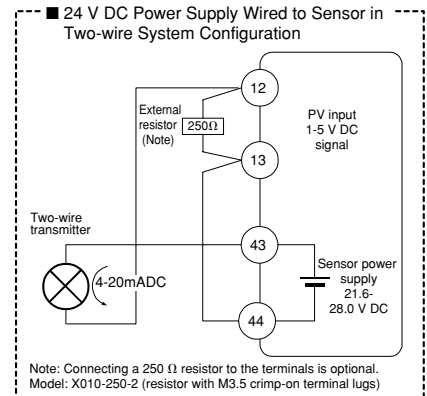 ■ 24 V DC Power Supply Wired to Sensor in
Two-wire System Configuration
12
External
resistor
(Note)
250Ω
PV input
1-5 V DC
signal
13
Two-wire
transmitter
43
4-20mADC
Sensor power
supply
21.6-
28.0 V DC
44
Note: Connecting a 250 Ω resistor to the terminals is optional.
Model: X010-250-2 (resistor with M3.5 crimp-on terminal lugs)